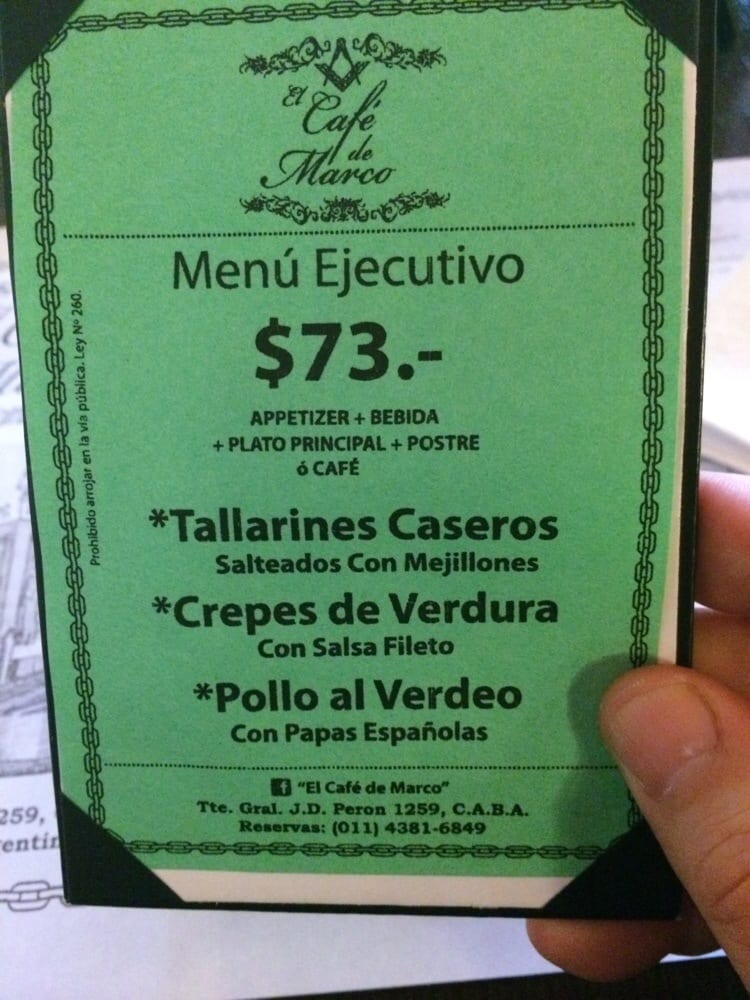 El
Café
de
Marco
Menú Ejecutivo
$73.-
APPETIZER + BEBIDA
+ PLATO PRINCIPAL + POSTRE
ó CAFÉ
*Tallarines Caseros
Salteados Con Mejillones
*Crepes de Verdura
Con Salsa Fileto
*Pollo al Verdeo
Con Papas Españolas
"El Café de Marco"
Tte. Gral. J.D. Peron 1259, C.A.B.A.
Reservas: (011) 4381-6849
Prohibido arrojar en la vía pública. Ley Nº 260.
259,